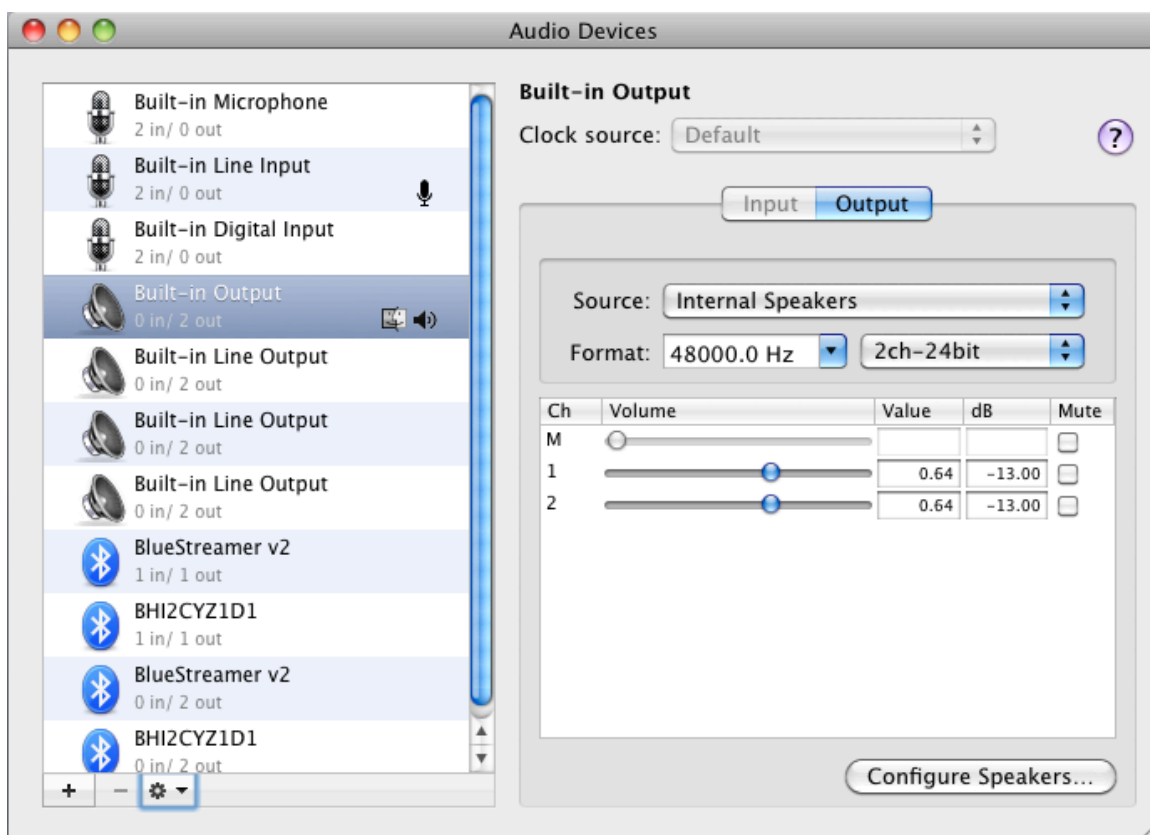 Audio Devices
Built-in Microphone
2 in/ 0 out
Built-in Line Input
2 in/ 0 out
Built-in Digital Input
2 in/ 0 out
Built-in Output
0 in/ 2 out
Built-in Line Output
0 in/ 2 out
Built-in Line Output
0 in/ 2 out
Built-in Line Output
0 in/ 2 out
BlueStreamer v2
1 in/ 1 out
BHI2CYZ1D1
1 in/ 1 out
BlueStreamer v2
0 in/ 2 out
BHI2CYZ1D1
0 in/ 2 out
+ −
Built-in Output
Clock source: Default
?
Input Output
Source: Internal Speakers
Format: 48000.0 Hz 2ch-24bit
Ch Volume Value dB Mute
M
1 0.64 -13.00
2 0.64 -13.00
Configure Speakers...